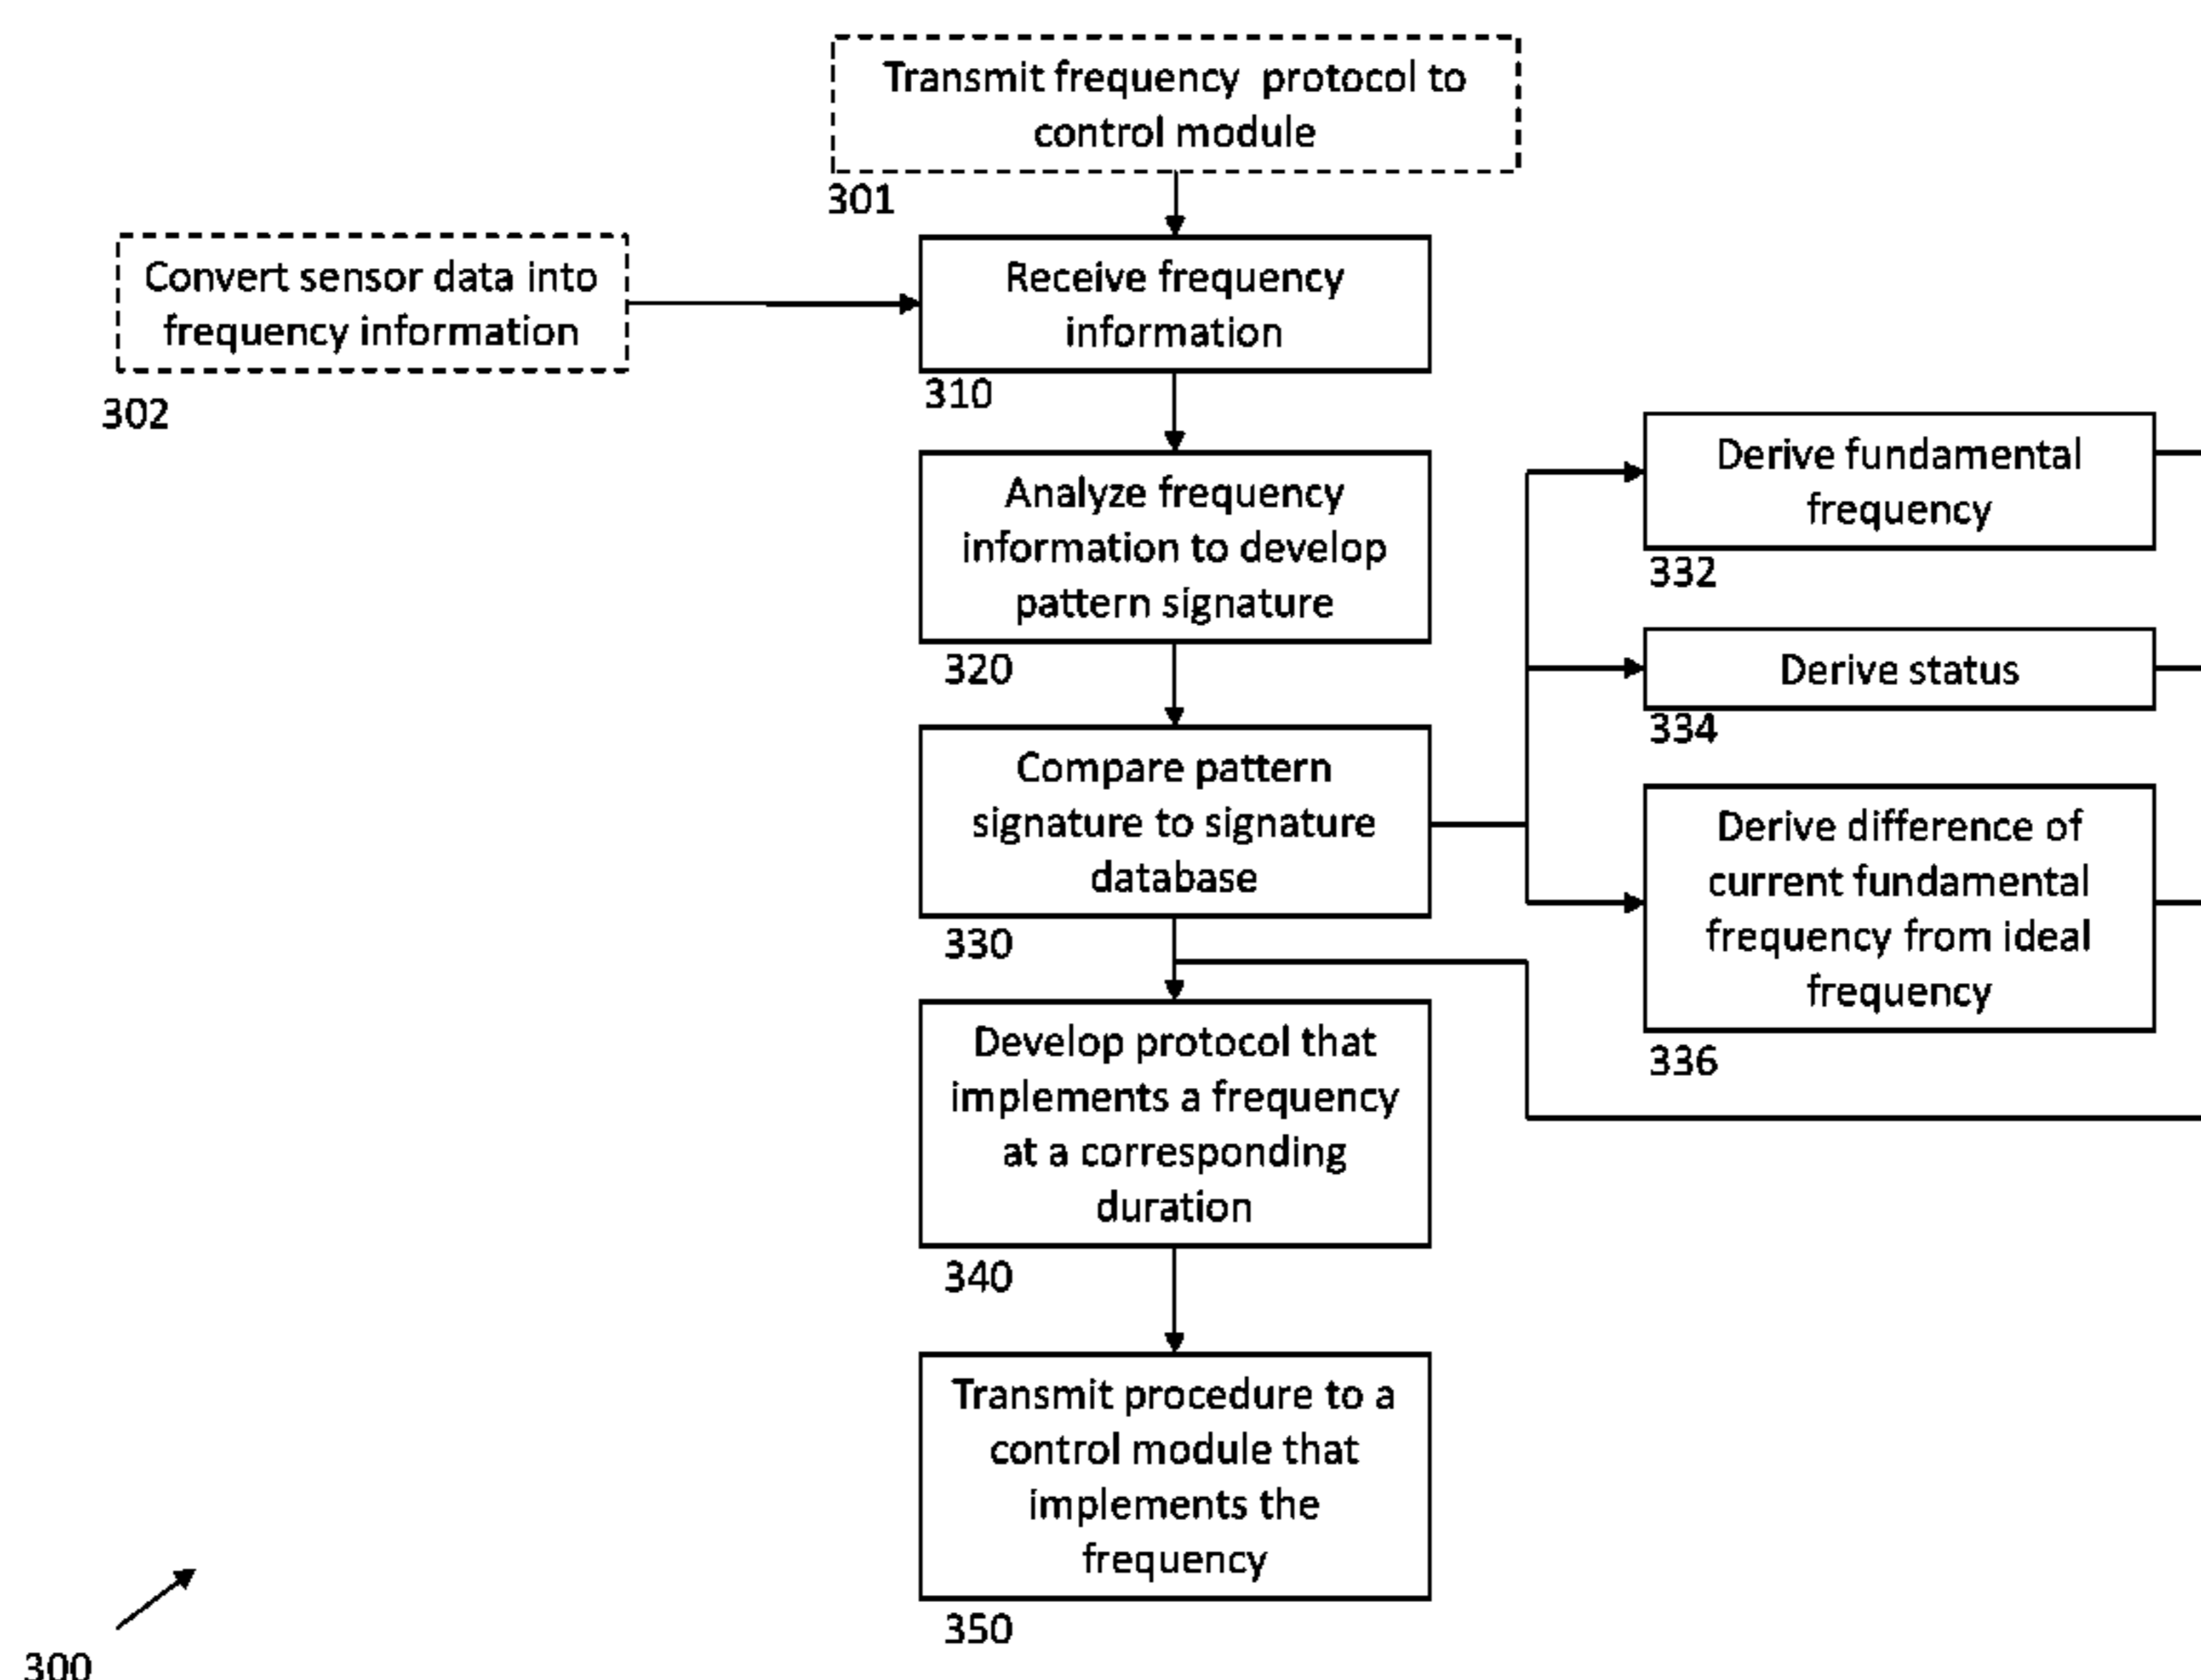 Transmit frequency protocol to
control module
301
Convert sensor data into
frequency information
302
Receive frequency
information
310
Analyze frequency
information to develop
pattern signature
320
Compare pattern
signature to signature
database
330
Derive fundamental
frequency
332
Derive status
334
Derive difference of
current fundamental
frequency from ideal
frequency
336
Develop protocol that
implements a frequency
at a corresponding
duration
340
Transmit procedure to a
control module that
implements the
frequency
350
300